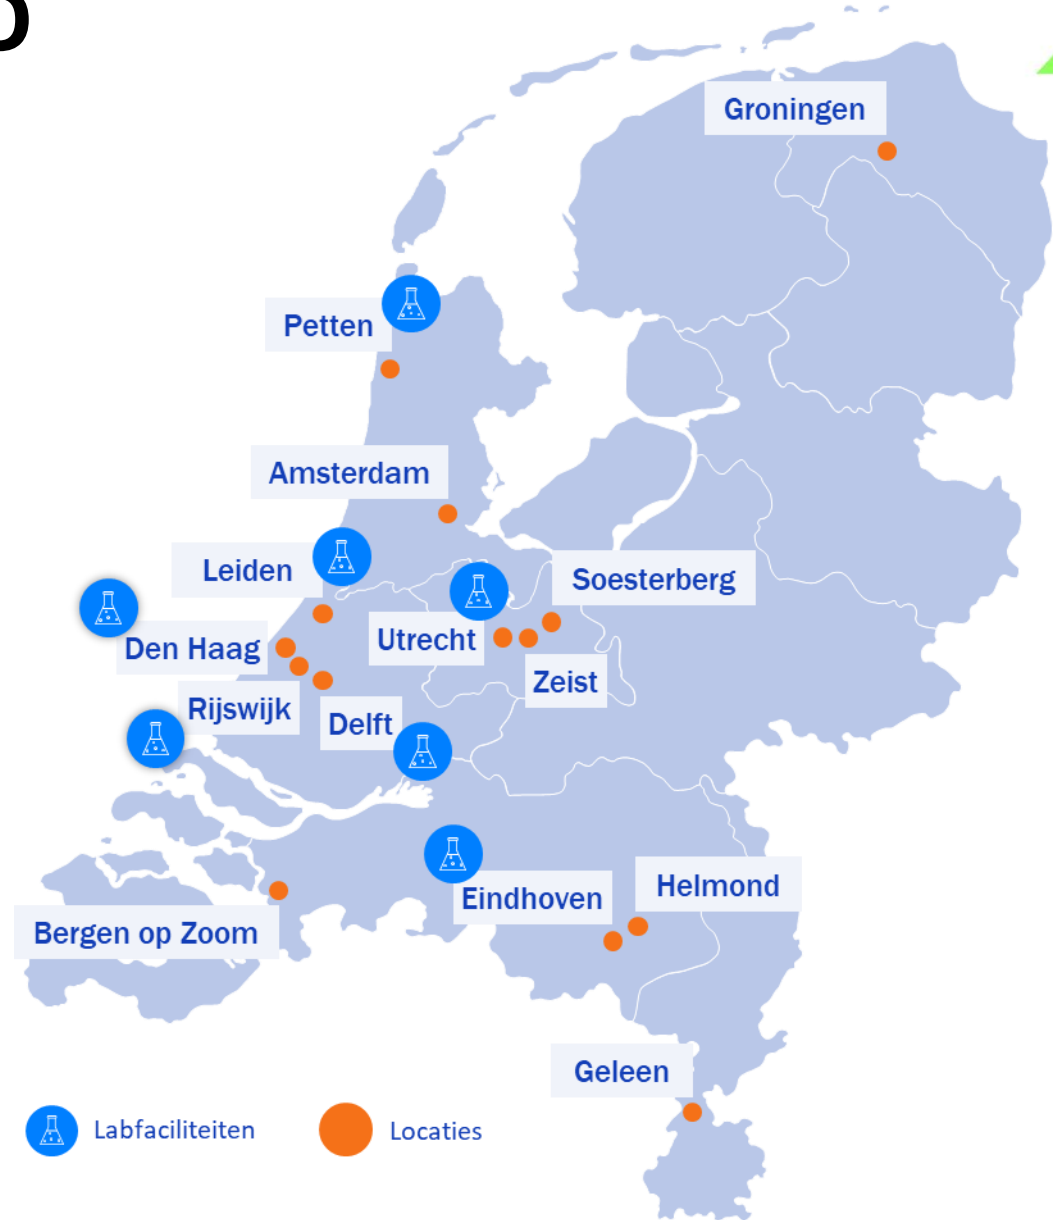 Groningen
Petten
Amsterdam
Leiden
Soesterberg
Den Haag
Utrecht
Zeist
Rijswijk
Delft
Eindhoven
Helmond
Bergen op Zoom
Geleen
Labfaciliteiten
Locaties